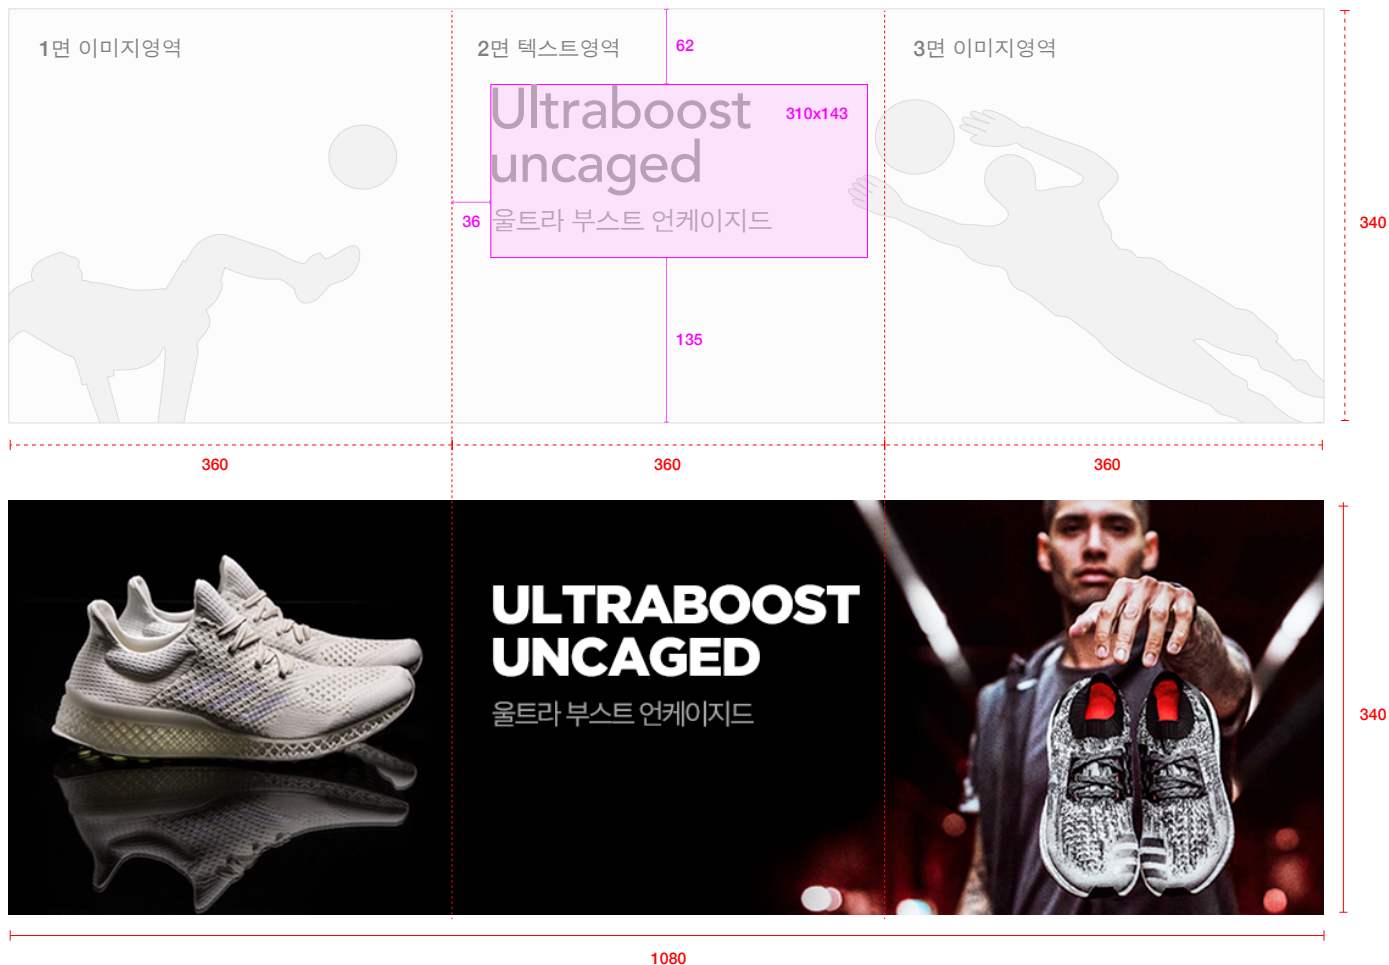 1면 이미지영역
2면 텍스트영역
62
3면 이미지영역
Ultraboost
310x143
uncaged
36
울트라 부스트 언케이지드
340
135
360
360
360
ULTRABOOST
UNCAGED
울트라 부스트 언케이지드
340
1080